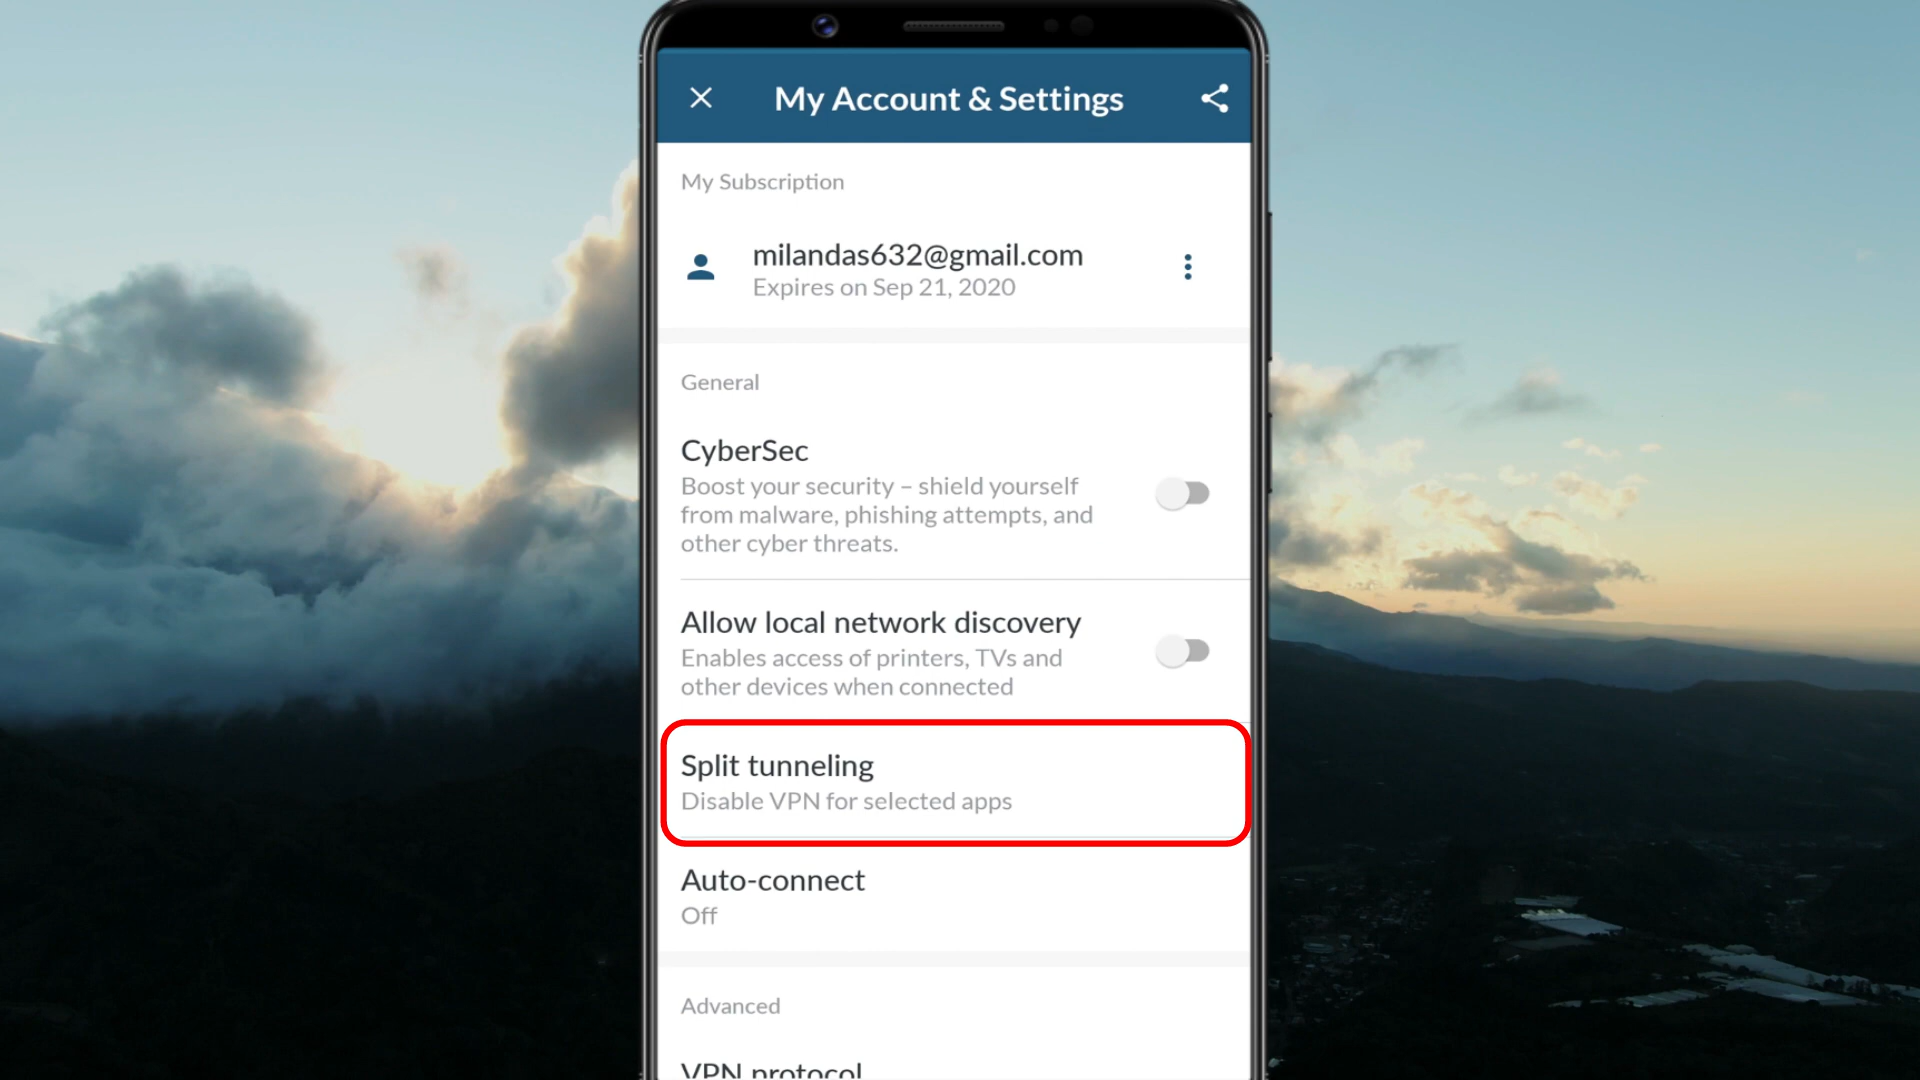 My Account & Settings
My Subscription
milandas632@gmail.com
Expires on Sep 21, 2020
General
CyberSec
Boost your security – shield yourself
from malware, phishing attempts, and
other cyber threats.
Allow local network discovery
Enables access of printers, TVs and
other devices when connected
Split tunneling
Disable VPN for selected apps
Auto-connect
Off
Advanced
VPN protocol